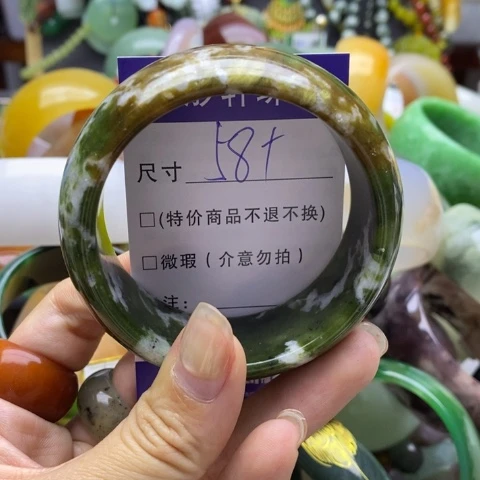 尺寸 58+
□(特价商品不退不换)
□微瑕(介意勿拍)
注: